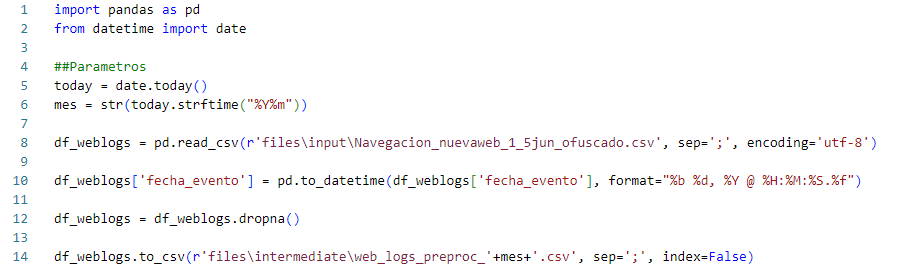 1 import pandas as pd
2 from datetime import date
3
4 ##Parametros
5 today = date.today()
6 mes = str(today.strftime("%Y%m"))
7
8 df_weblogs = pd.read_csv(r'files\input\Navegacion_nuevaweb_1_5jun_ofuscado.csv', sep=';', encoding='utf-8')
9
10 df_weblogs['fecha_evento'] = pd.to_datetime(df_weblogs['fecha_evento'], format="%b %d, %Y @ %H:%M:%S.%f")
11
12 df_weblogs = df_weblogs.dropna()
13
14 df_weblogs.to_csv(r'files\intermediate\web_logs_preproc_'+mes+'.csv', sep=';', index=False)